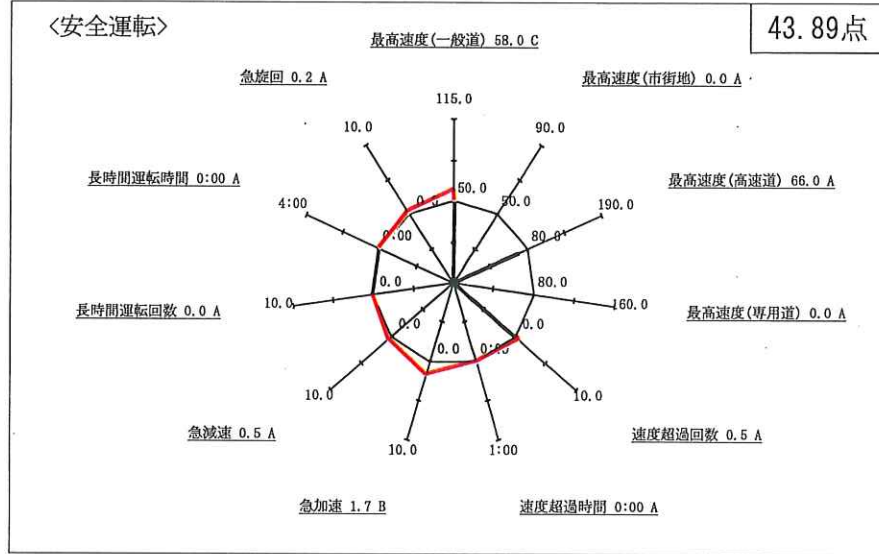 <安全運転>
43.89点
最高速度(一般道) 58.0 C
急旋回 0.2 A
最高速度(市街地) 0.0 A
115.0
10.0
90.0
長時間運転時間 0:00 A
最高速度(高速道) 66.0 A
4:00
190.0
50.0
0.0
50.0
0:00
80.0
長時間運転回数 0.0 A
10.0
0.0
80.0
160.0
最高速度(専用道) 0.0 A
0.0
0.0
0.0
0:00
10.0
10.0
急減速 0.5 A
速度超過回数 0.5 A
10.0
1:00
急加速 1.7 B
速度超過時間 0:00 A